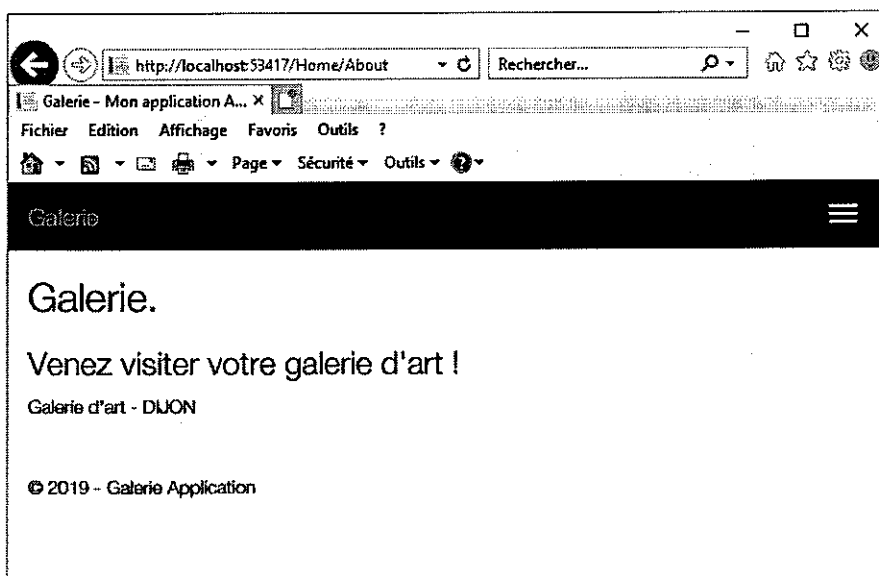 http://localhost:53417/Home/About
Rechercher...
Galerie - Mon application A...
Fichier Edition Affichage Favoris Outils ?
Page Sécurité Outils
Galerie
Galerie.
Venez visiter votre galerie d'art !
Galerie d'art - DIJON
© 2019 - Galerie Application